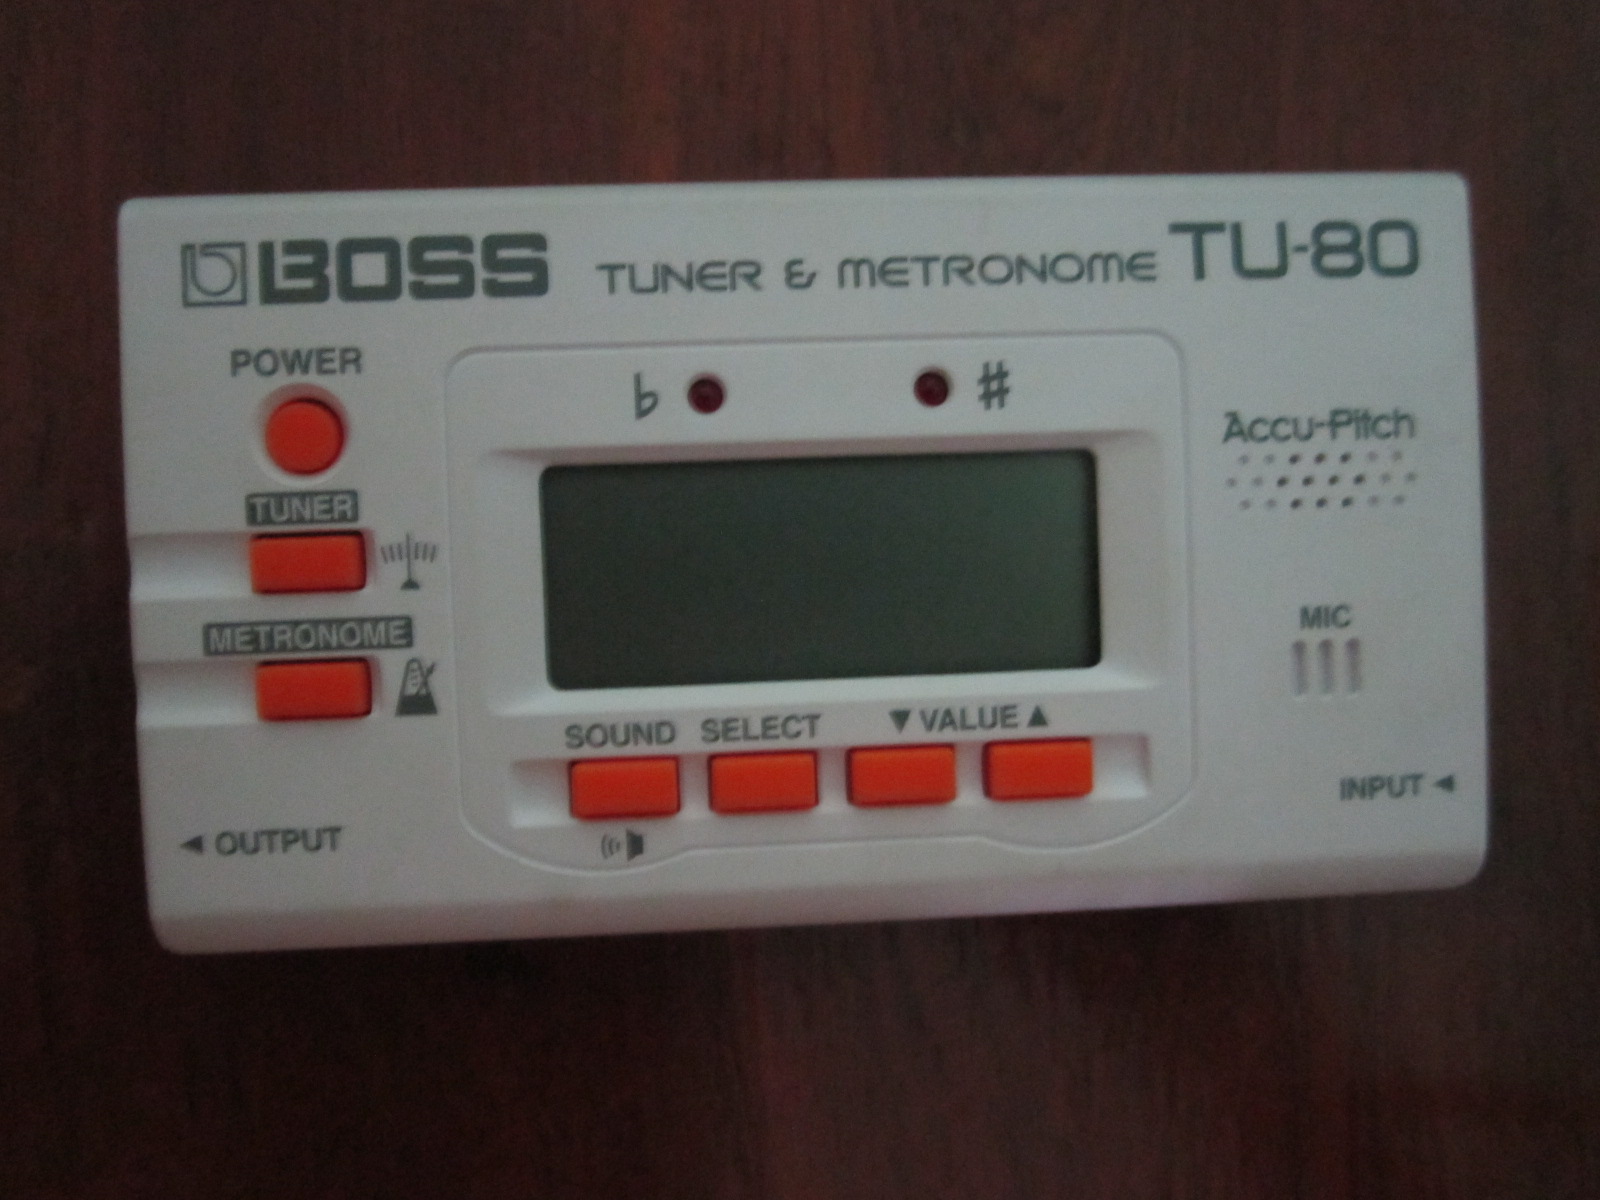 BOSS TUNER & METRONOME TU-80
POWER
♭ ♯
Accu-Pitch
TUNER
METRONOME
MIC
SOUND SELECT ▼ VALUE ▲
INPUT ◀
◀ OUTPUT